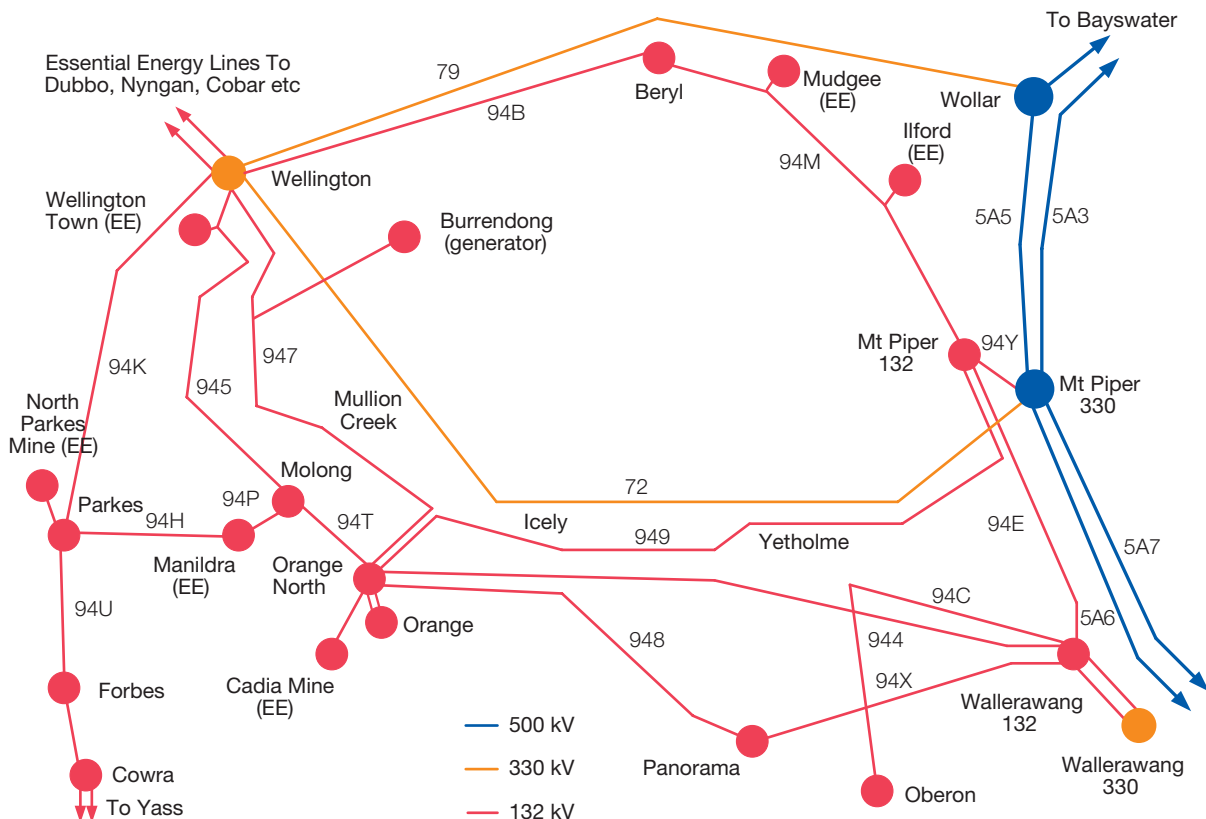 To Bayswater
Essential Energy Lines To
Dubbo, Nyngan, Cobar etc
79
94B
Beryl
Mudgee
(EE)
Wollar
Ilford
(EE)
94M
Wellington
Wellington
Town (EE)
Burrendong
(generator)
5A5
5A3
94K
945
947
Mt Piper
132
94Y
Mt Piper
330
North
Parkes
Mine (EE)
Mullion
Creek
Molong
72
Parkes
94P
94H
94T
Icely
949
Yetholme
94E
5A7
Manildra
(EE)
Orange
North
94U
Orange
94C
5A6
948
944
94X
Cadia Mine
(EE)
Forbes
Wallerawang
132
500 kV
330 kV
132 kV
Panorama
Oberon
Wallerawang
330
Cowra
To Yass